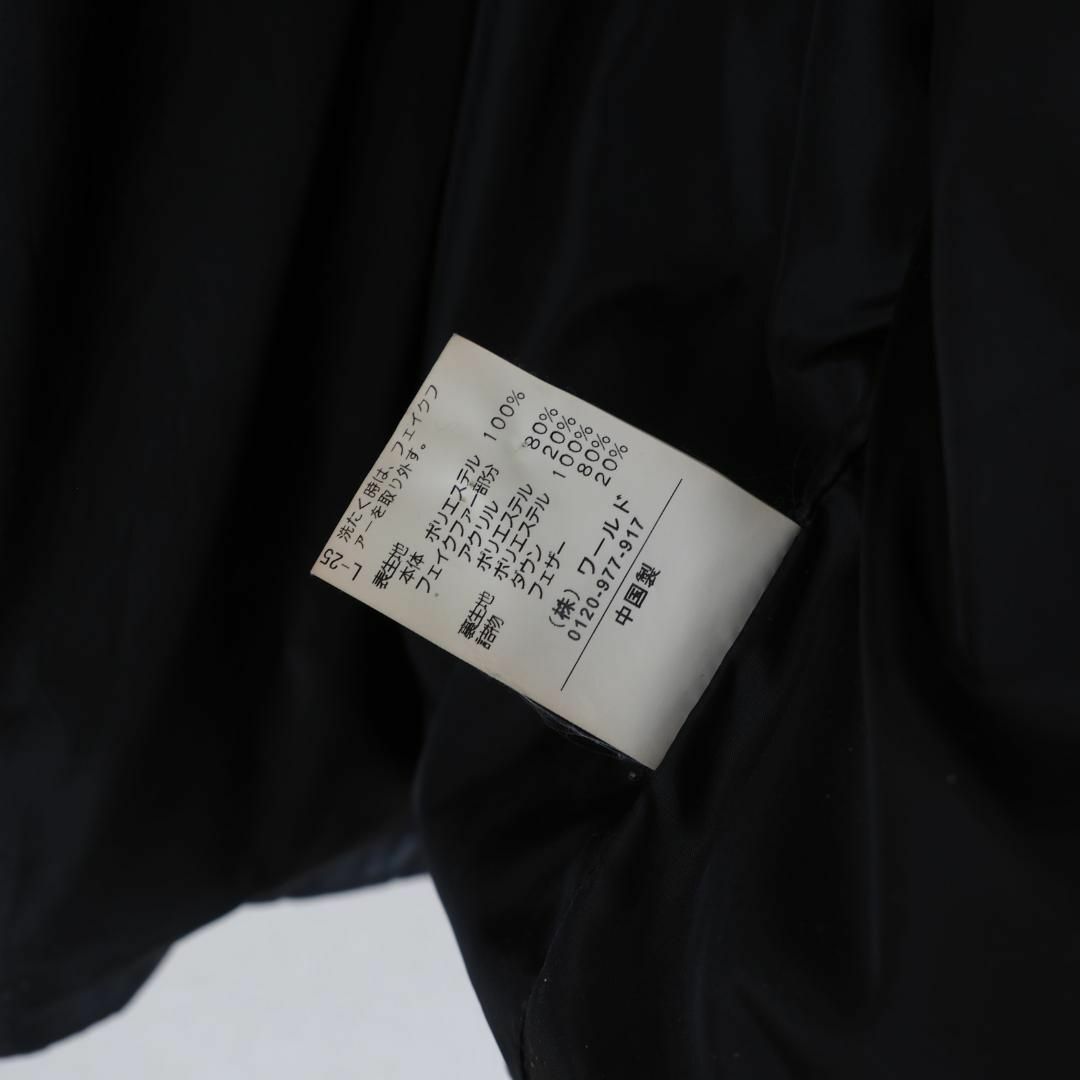 洗たく時は、フェイクフ
ァーを取り外す。
L-25
表生地
本体 ポリエステル 100%
フェイクファー部分
アクリル 80%
ポリエステル 20%
裏生地 ポリエステル 100%
詰物 ダウン 80%
フェザー 20%
(株) ワールド
0120-977-917
中国製